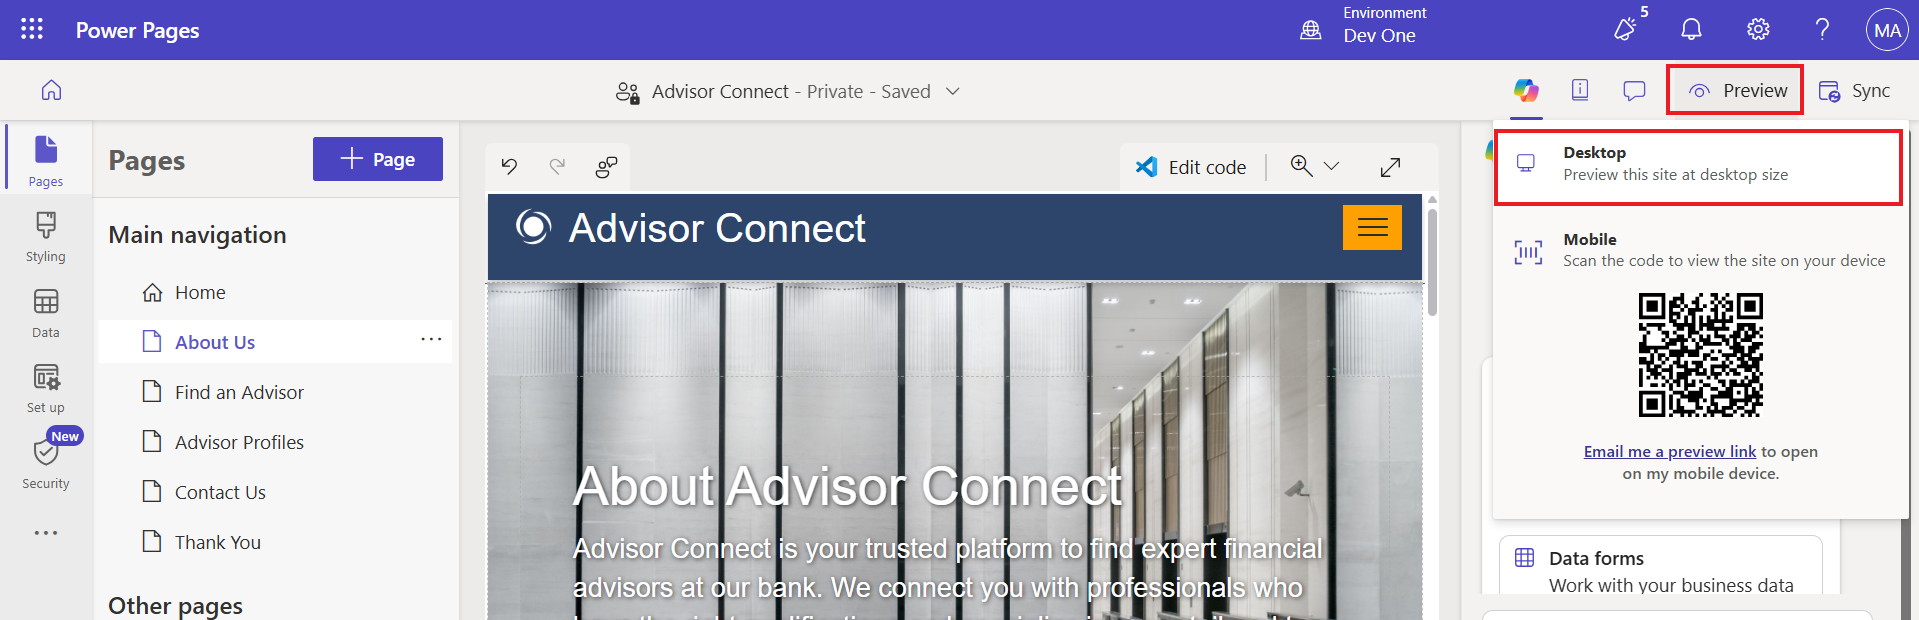 Power Pages
Environment
Dev One
5
MA
Advisor Connect - Private - Saved
Preview
Sync
Pages
Styling
Data
Set up
New
Security
Pages
Page
Main navigation
Home
About Us
Find an Advisor
Advisor Profiles
Contact Us
Thank You
Other pages
Edit code
Advisor Connect
About Advisor Connect
Advisor Connect is your trusted platform to find expert financial
advisors at our bank. We connect you with professionals who
Desktop
Preview this site at desktop size
Mobile
Scan the code to view the site on your device
Email me a preview link to open
on my mobile device.
Data forms
Work with your business data